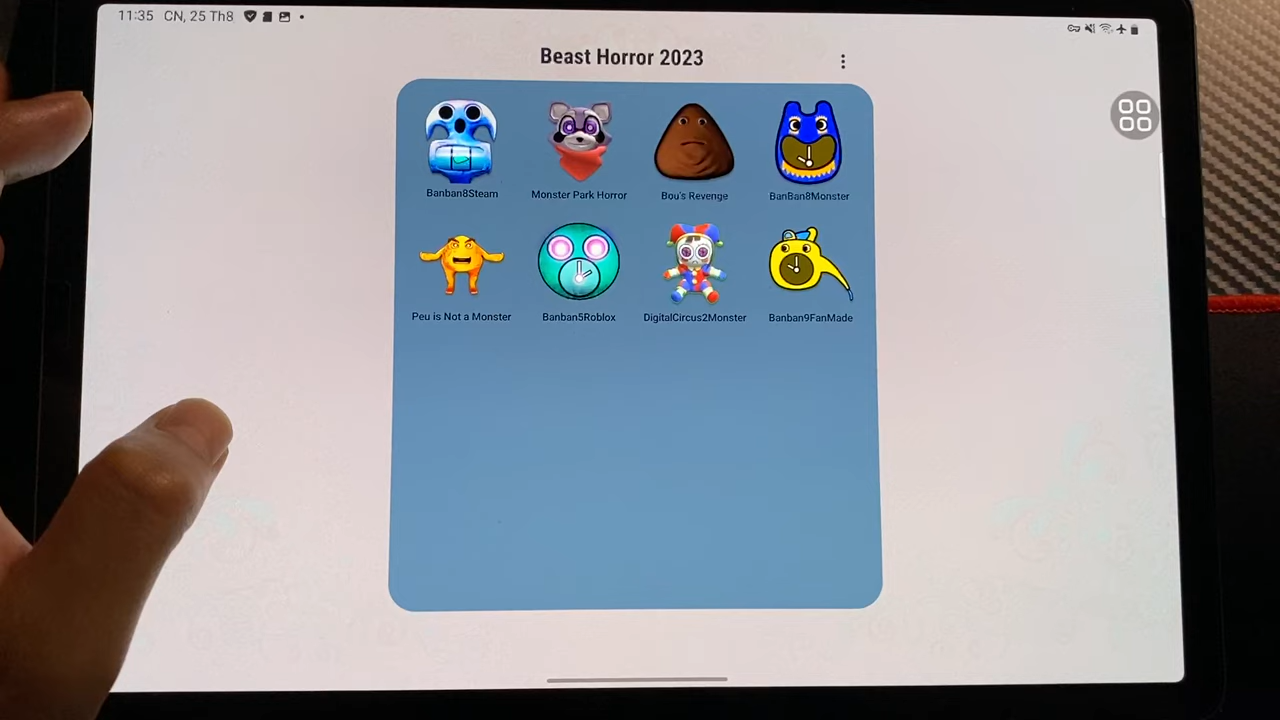 11:35 CN, 25 Th8
Beast Horror 2023
Banban8Steam Monster Park Horror Bou's Revenge BanBan8Monster
Peu is Not a Monster Banban5Roblox DigitalCircus2Monster Banban9FanMade